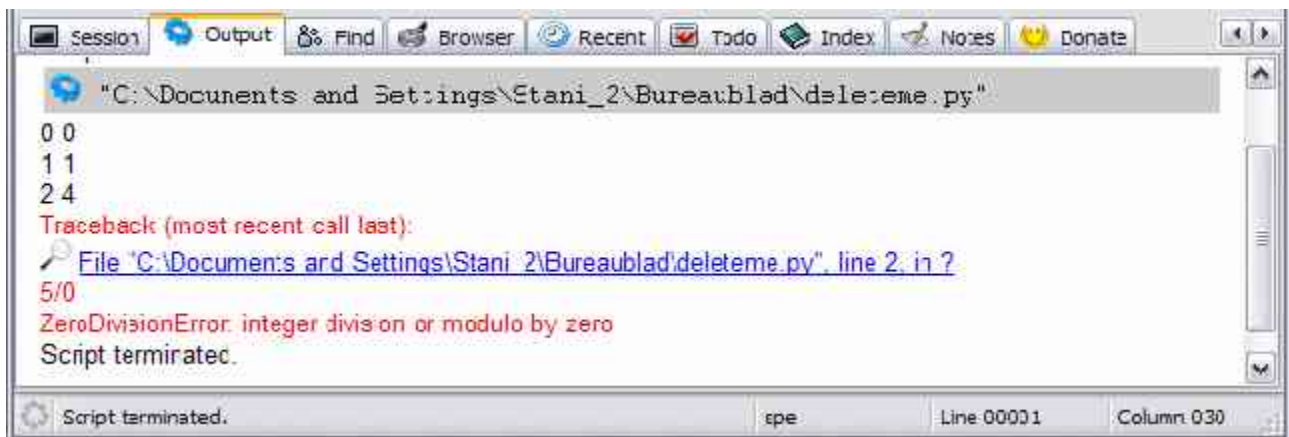 Session Output Find Browser Recent Todo Index Notes Donate
"C:\Documents and Settings\Stani_2\Bureaublad\deleteme.py"
0 0
1 1
2 4
Traceback (most recent call last):
File "C:\Documents and Settings\Stani_2\Bureaublad\deleteme.py", line 2, in ?
5/0
ZeroDivisionError: integer division or modulo by zero
Script terminated.
Script terminated. spe Line 00001 Column 030